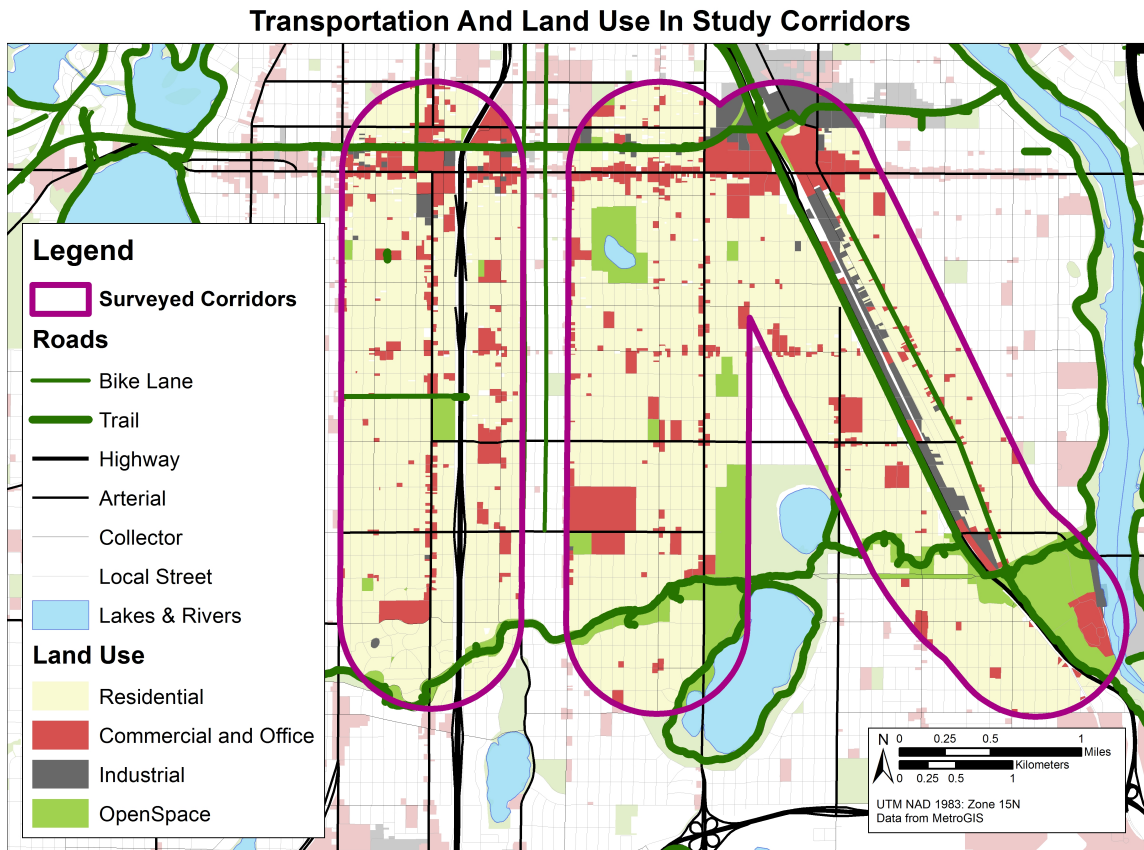 Transportation And Land Use In Study Corridors
Legend
Surveyed Corridors
Roads
Bike Lane
Trail
Highway
Arterial
Collector
Local Street
Lakes & Rivers
Land Use
Residential
Commercial and Office
Industrial
OpenSpace
N
0 0.25 0.5 1
Miles
Kilometers
0 0.25 0.5 1
UTM NAD 1983: Zone 15N
Data from MetroGIS